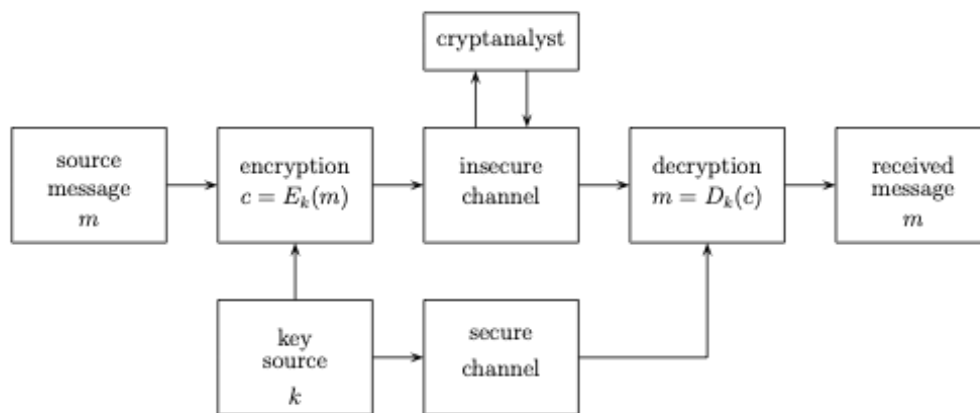 cryptanalyst
source
message
m
encryption
c = E_k(m)
insecure
channel
decryption
m = D_k(c)
received
message
m
key
source
k
secure
channel